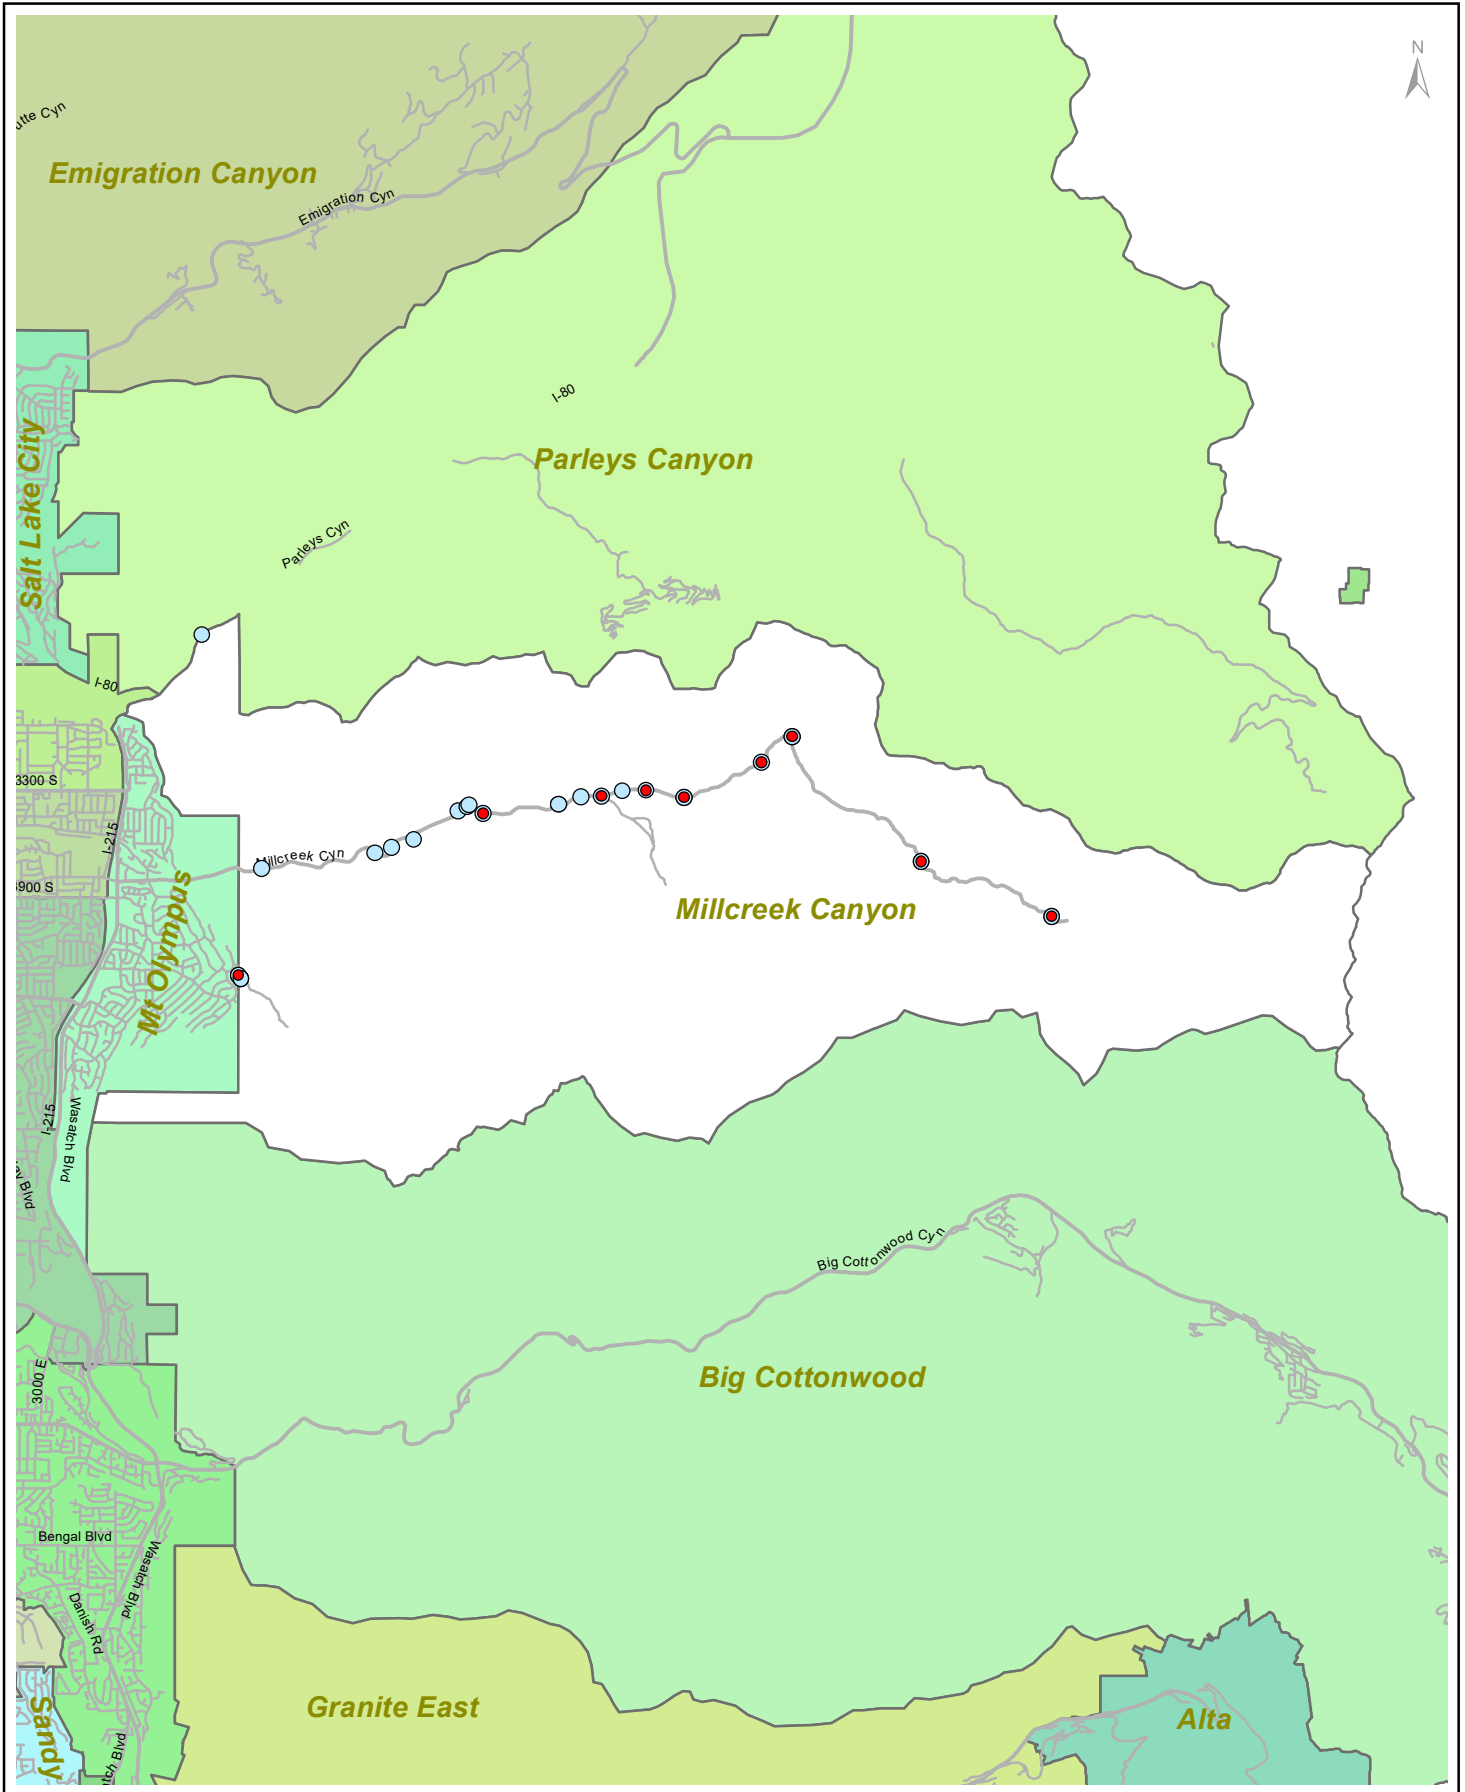 N
Emigration Canyon
Emigration Cyn
I-80
Parleys Canyon
Salt Lake City
Parleys Cyn
I-80
3300 S
I-215
Millcreek Cyn
Mt Olympus
Millcreek Canyon
I-215
Wasatch Blvd
Blvd
Big Cottonwood Cyn
3000 E
Big Cottonwood
Bengal Blvd
Wasatch Blvd
Danish Rd
Sandy
Granite East
Alta
Blvd